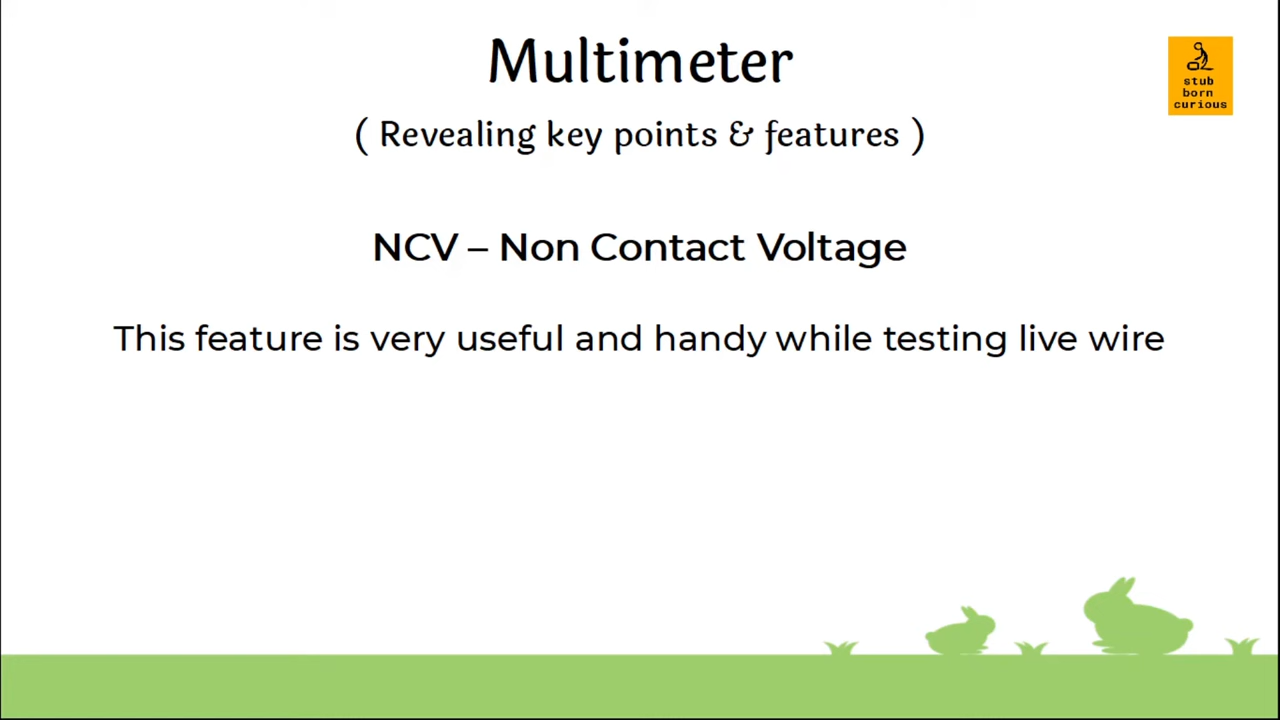 Multimeter
stub
born
curious
( Revealing key points & features )
NCV – Non Contact Voltage
This feature is very useful and handy while testing live wire